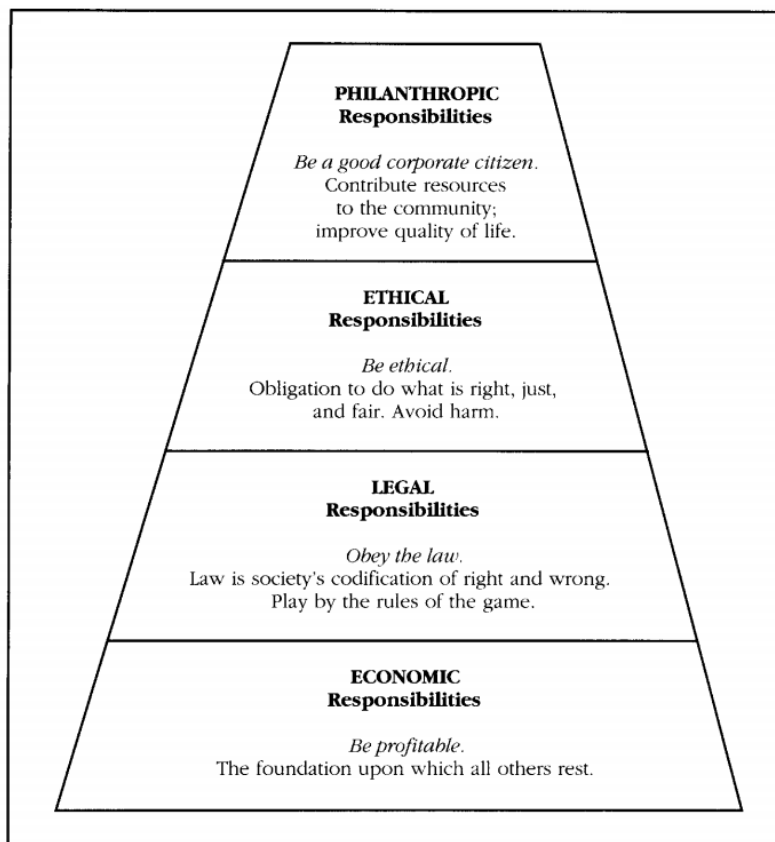 PHILANTHROPIC
Responsibilities
Be a good corporate citizen.
Contribute resources
to the community;
improve quality of life.
ETHICAL
Responsibilities
Be ethical.
Obligation to do what is right, just,
and fair. Avoid harm.
LEGAL
Responsibilities
Obey the law.
Law is society's codification of right and wrong.
Play by the rules of the game.
ECONOMIC
Responsibilities
Be profitable.
The foundation upon which all others rest.